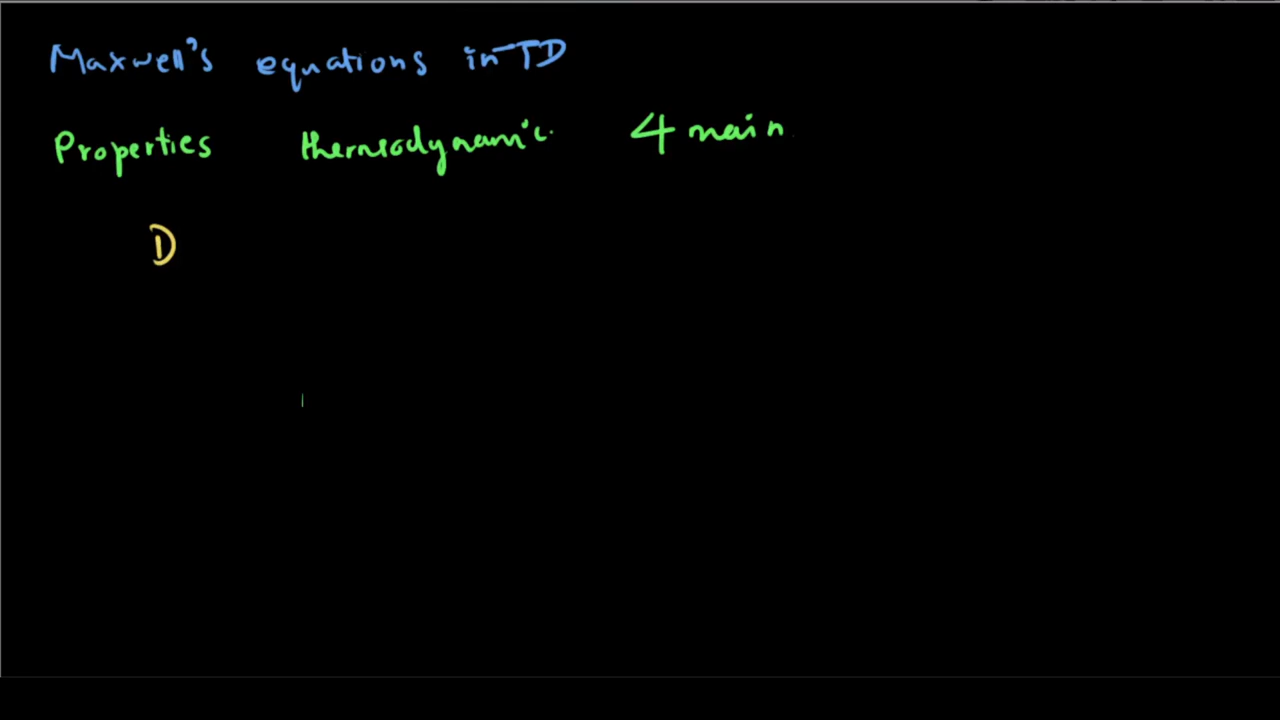 Maxwell's equations in TD
Properties thermodynamic. 4 main
D